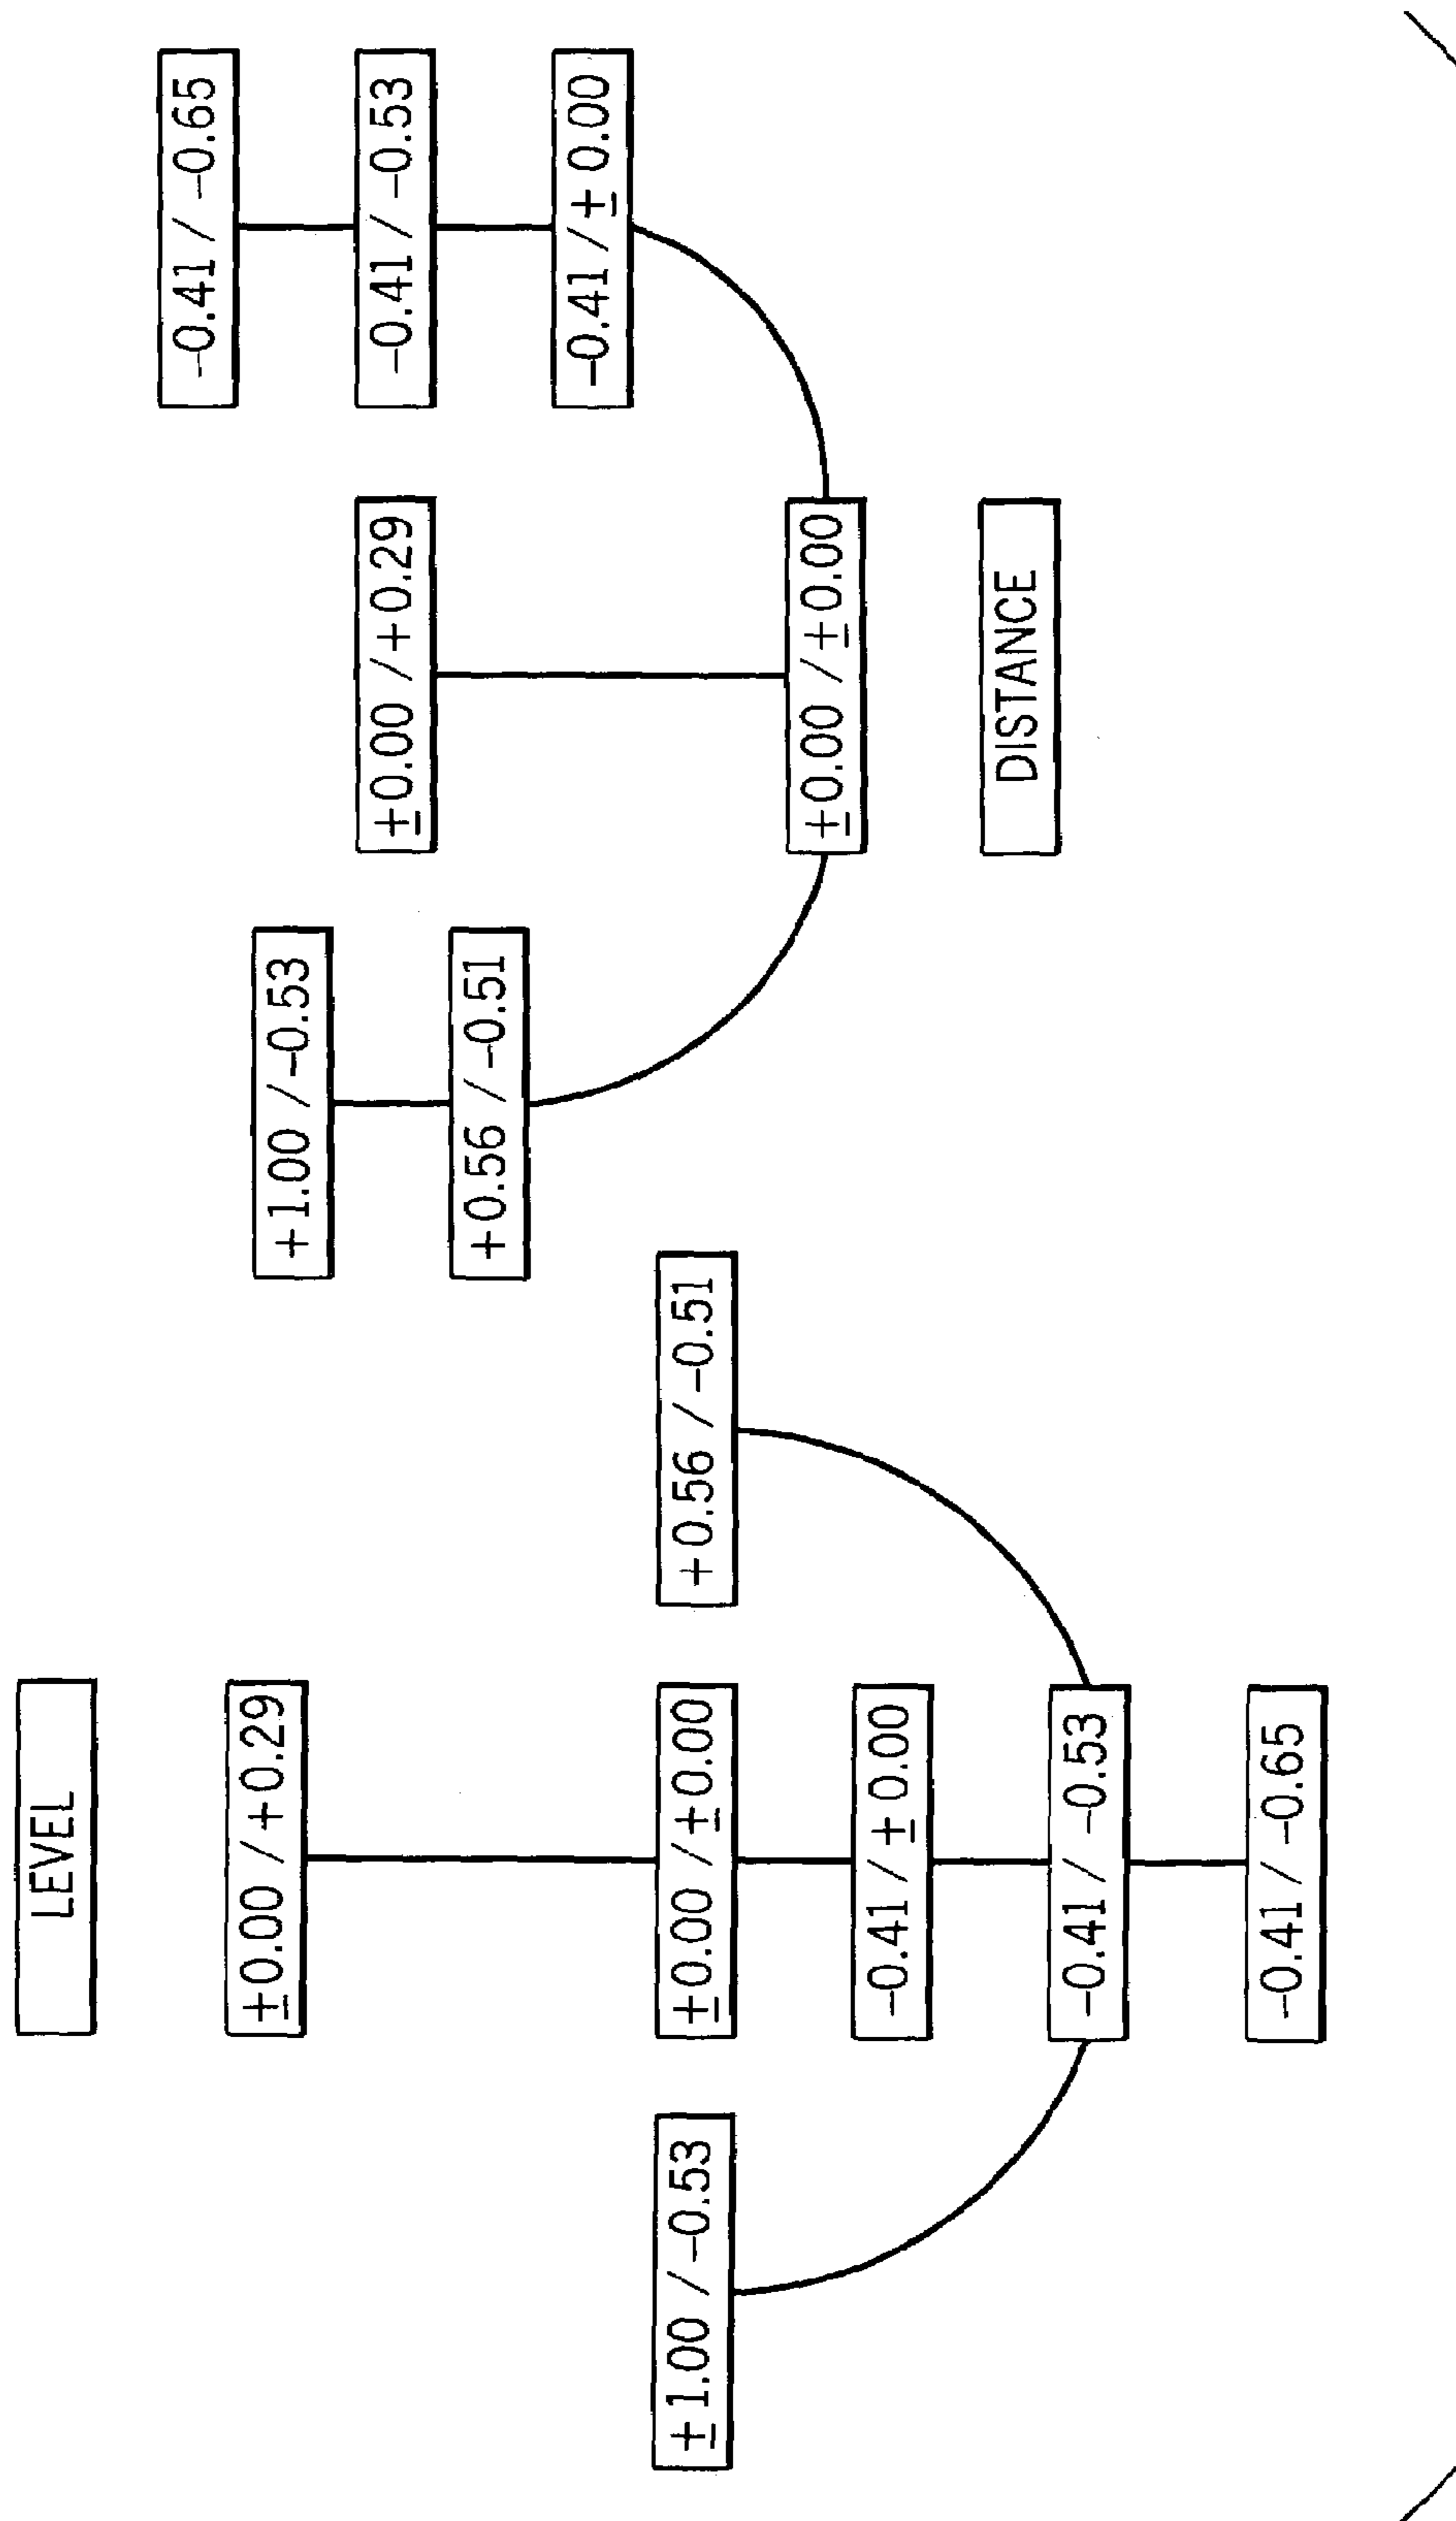 LEVEL
±0.00 / +0.29
±1.00 / -0.53
±0.00 / ±0.00
+0.56 / -0.51
-0.41 / ±0.00
-0.41 / -0.53
-0.41 / -0.65
-0.41 / -0.65
+1.00 / -0.53
±0.00 / +0.29
-0.41 / -0.53
+0.56 / -0.51
-0.41 / ±0.00
±0.00 / ±0.00
DISTANCE